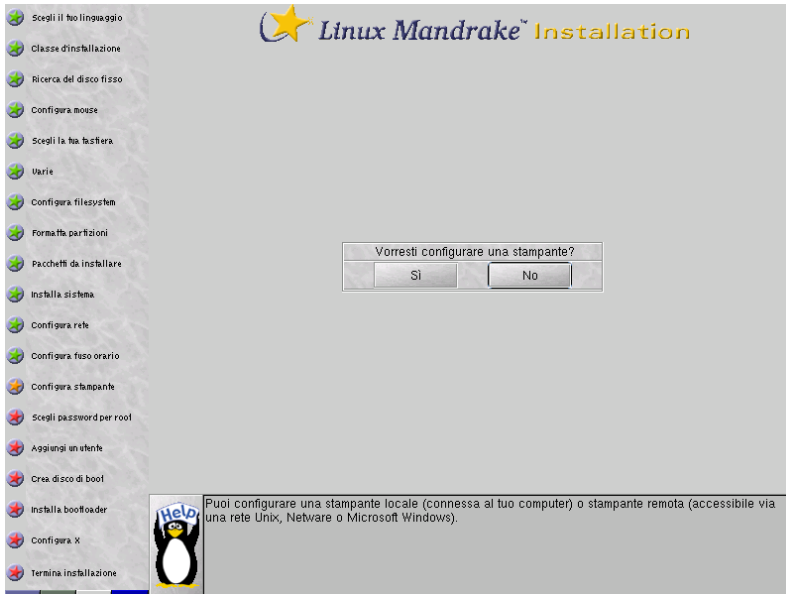 Linux Mandrake™ Installation
Scegli il tuo linguaggio
Classe d'installazione
Ricerca del disco fisso
Configura mouse
Scegli la tua tastiera
Varie
Configura filesystem
Formatta partizioni
Pacchetti da installare
Installa sistema
Configura rete
Configura fuso orario
Configura stampante
Scegli password per root
Aggiungi un utente
Crea disco di boot
Installa bootloader
Configura X
Termina installazione
Vorresti configurare una stampante?
Sì
No
Help
Puoi configurare una stampante locale (connessa al tuo computer) o stampante remota (accessibile via
una rete Unix, Netware o Microsoft Windows).